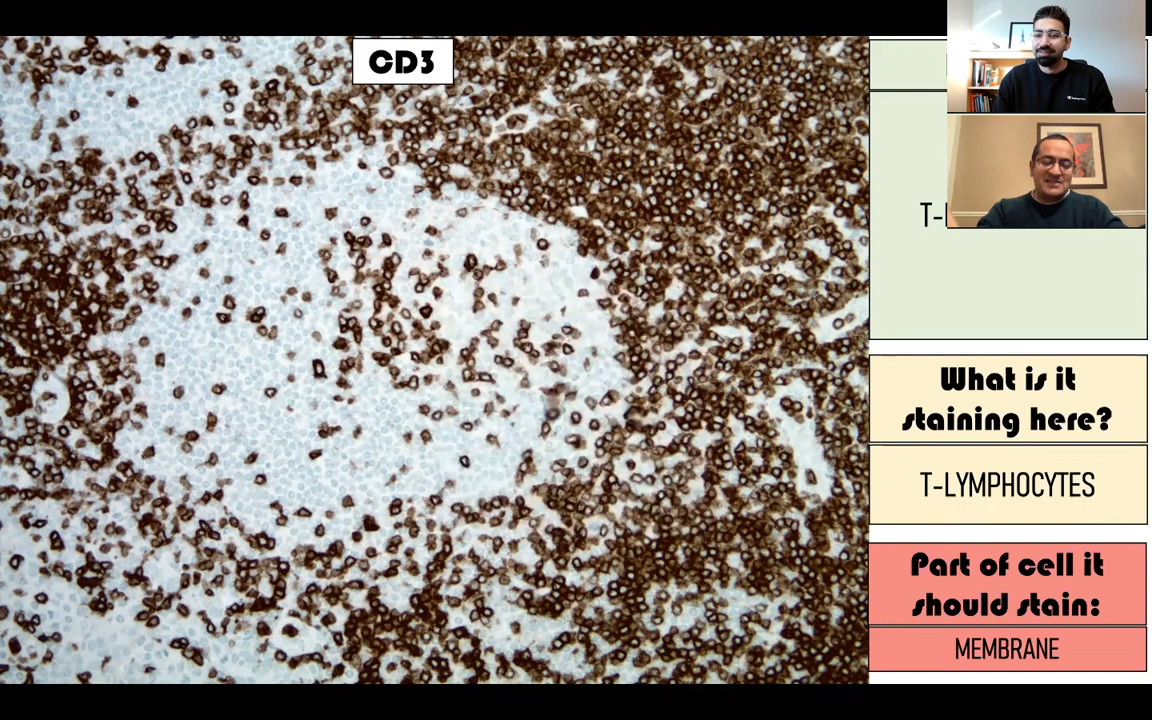 CD3
What is it
staining here?
T-LYMPHOCYTES
Part of cell it
should stain:
MEMBRANE